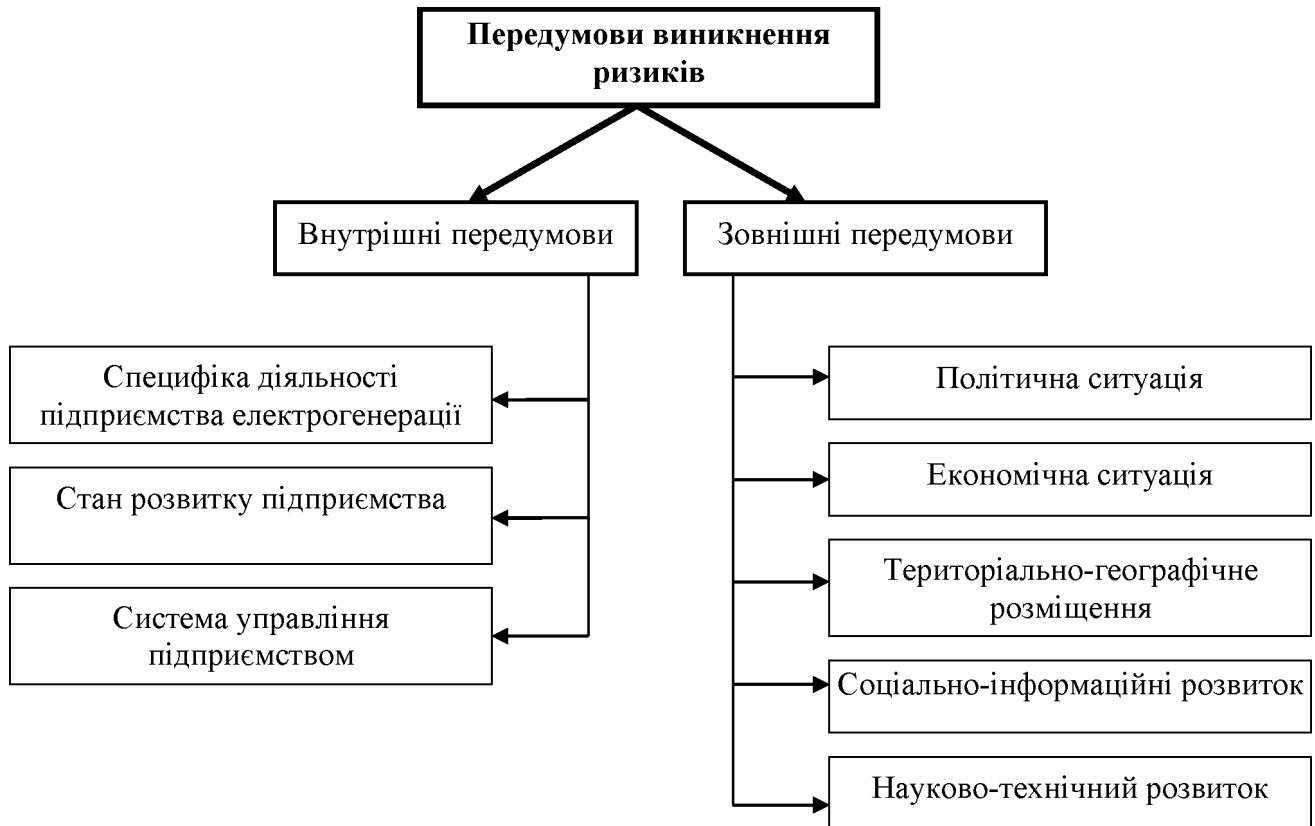 Передумови виникнення
ризиків
Внутрішні передумови
Зовнішні передумови
Специфіка діяльності
підприємства електрогенерації
Стан розвитку підприємства
Система управління
підприємством
Політична ситуація
Економічна ситуація
Територіально-географічне
розміщення
Соціально-інформаційні розвиток
Науково-технічний розвиток